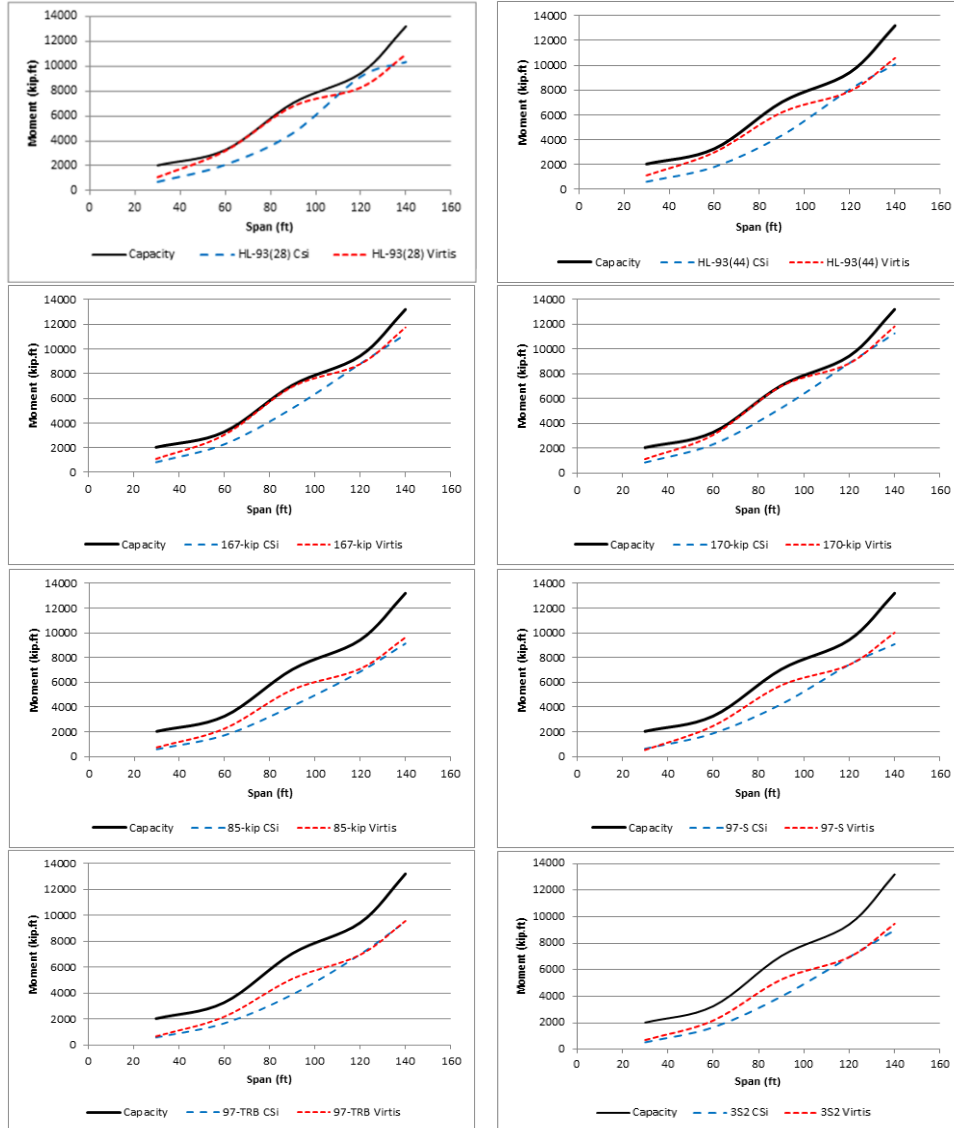 14000
12000
10000
8000
6000
4000
2000
0
Moment (kip.ft)
0 20 40 60 80 100 120 140 160
Span (ft)
Capacity HL-93(28) Csi HL-93(28) Virtis
14000
12000
10000
8000
6000
4000
2000
0
Moment (kip.ft)
0 20 40 60 80 100 120 140 160
Span (ft)
Capacity HL-93(44) CSi HL-93(44) Virtis
14000
12000
10000
8000
6000
4000
2000
0
Moment (kip.ft)
0 20 40 60 80 100 120 140 160
Span (ft)
Capacity 167-kip CSi 167-kip Virtis
14000
12000
10000
8000
6000
4000
2000
0
Moment (kip.ft)
0 20 40 60 80 100 120 140 160
Span (ft)
Capacity 170-kip CSi 170-kip Virtis
14000
12000
10000
8000
6000
4000
2000
0
Moment (kip.ft)
0 20 40 60 80 100 120 140 160
Span (ft)
Capacity 85-kip CSi 85-kip Virtis
14000
12000
10000
8000
6000
4000
2000
0
Moment (kip.ft)
0 20 40 60 80 100 120 140 160
Span (ft)
Capacity 97-S CSi 97-S Virtis
14000
12000
10000
8000
6000
4000
2000
0
Moment (kip.ft)
0 20 40 60 80 100 120 140 160
Span (ft)
Capacity 97-TRB CSi 97-TRB Virtis
14000
12000
10000
8000
6000
4000
2000
0
Moment (kip.ft)
0 20 40 60 80 100 120 140 160
Span (ft)
Capacity 3S2 CSi 3S2 Virtis